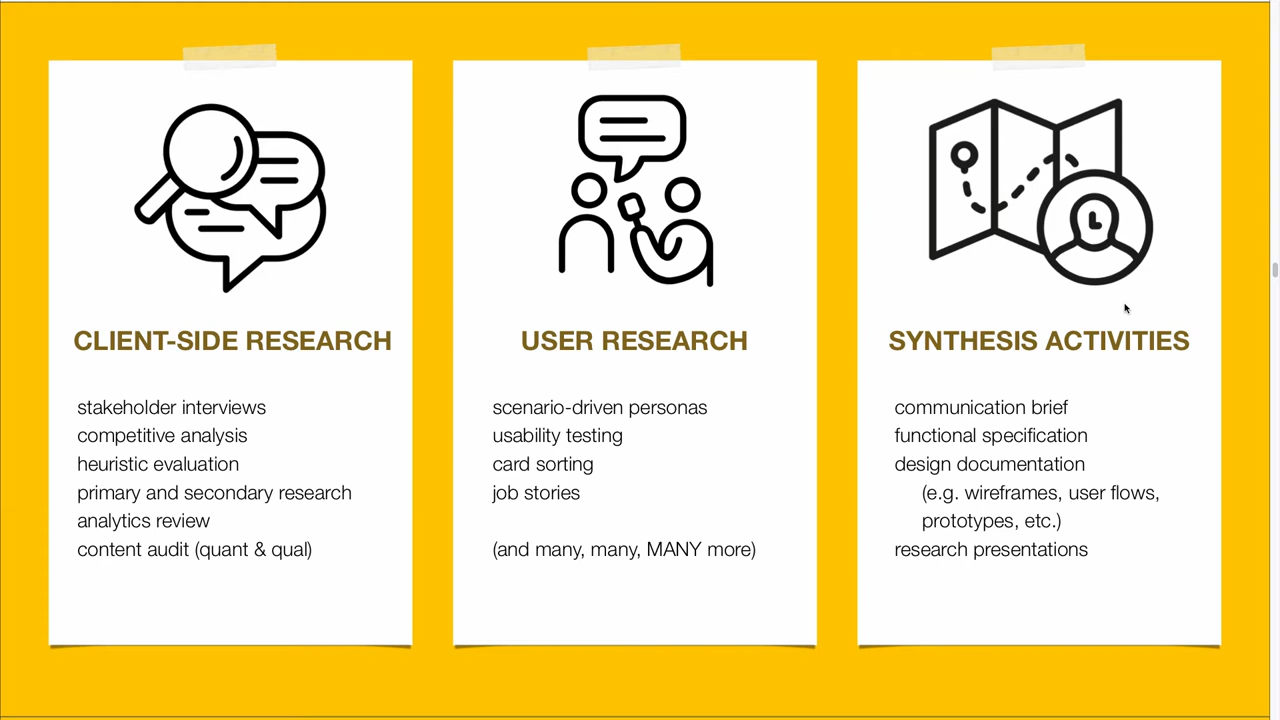 CLIENT-SIDE RESEARCH
stakeholder interviews
competitive analysis
heuristic evaluation
primary and secondary research
analytics review
content audit (quant & qual)
USER RESEARCH
scenario-driven personas
usability testing
card sorting
job stories
(and many, many, MANY more)
SYNTHESIS ACTIVITIES
communication brief
functional specification
design documentation
(e.g. wireframes, user flows,
prototypes, etc.)
research presentations